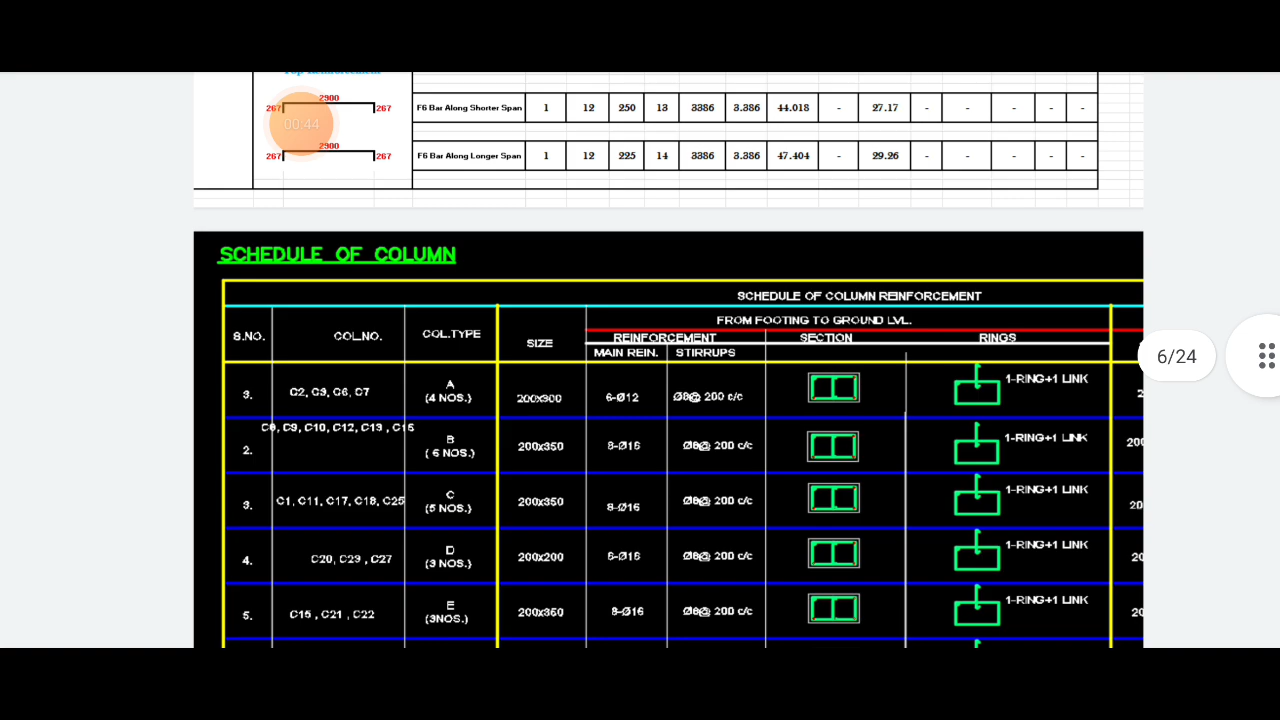 2900
267 267
00:44
F6 Bar Along Shorter Span 1 12 250 13 3386 3.386 44.018 - 27.17 - - - - -
2900
267 267
F6 Bar Along Longer Span 1 12 225 14 3386 3.386 47.404 - 29.26 - - - - -
SCHEDULE OF COLUMN
SCHEDULE OF COLUMN REINFORCEMENT
FROM FOOTING TO GROUND LVL.
S.NO. COL.NO. COL.TYPE SIZE REINFORCEMENT SECTION RINGS
MAIN REIN. STIRRUPS
6/24
C2, C3, C6, C7 A (4 NOS.) 200x300 6-Ø12 Ø8@ 200 c/c 1-RING+1 LINK
2. C9, C10, C12, C13 B ( 6 NOS.) 200x350 8-Ø16 Ø8@ 200 c/c 1-RING+1 LINK
3. C1, C11, C17, C18, C25 C (5 NOS.) 200x350 8-Ø16 Ø8@ 200 c/c 1-RING+1 LINK
4. C20, C23 , C27 D (3 NOS.) 200x200 Ø8@ 200 c/c 1-RING+1 LINK
5. C21 , C22 E (3NOS.) 200x350 8-Ø16 Ø8@ 200 c/c 1-RING+1 LINK